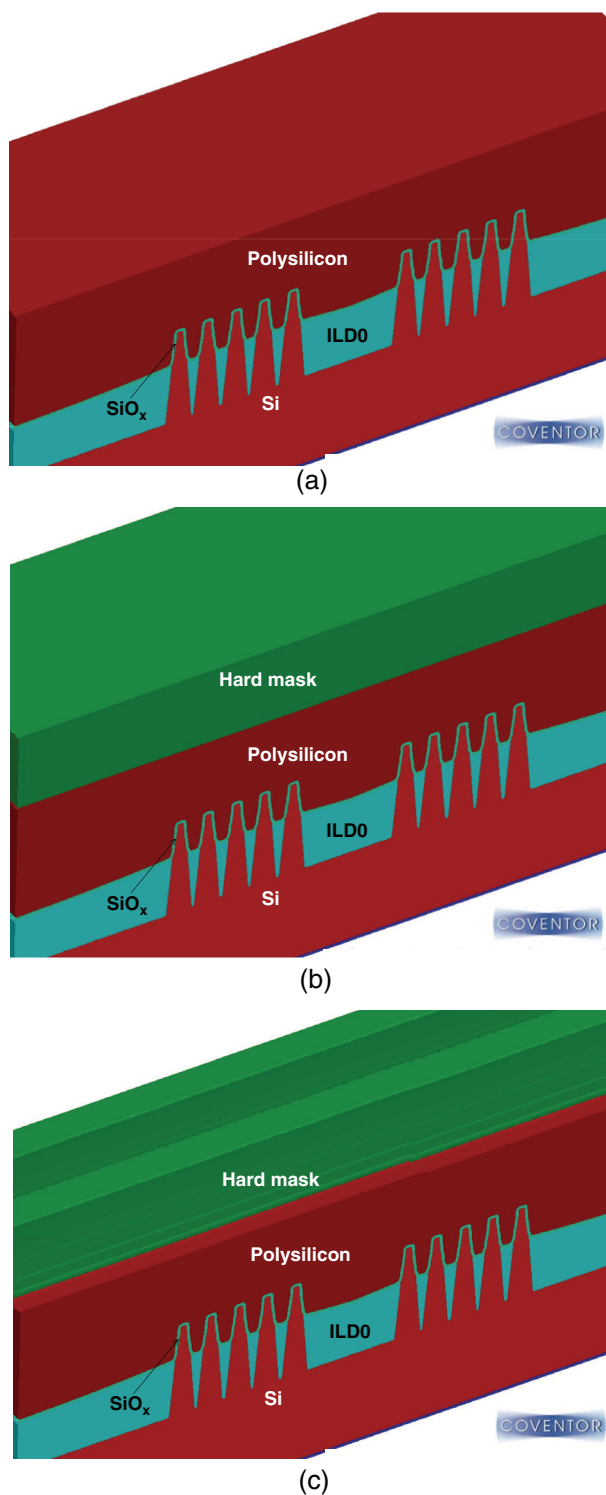 Polysilicon
ILD0
SiOx
Si
COVENTOR
(a)
Hard mask
Polysilicon
ILD0
SiOx
Si
COVENTOR
(b)
Hard mask
Polysilicon
ILD0
SiOx
Si
COVENTOR
(c)